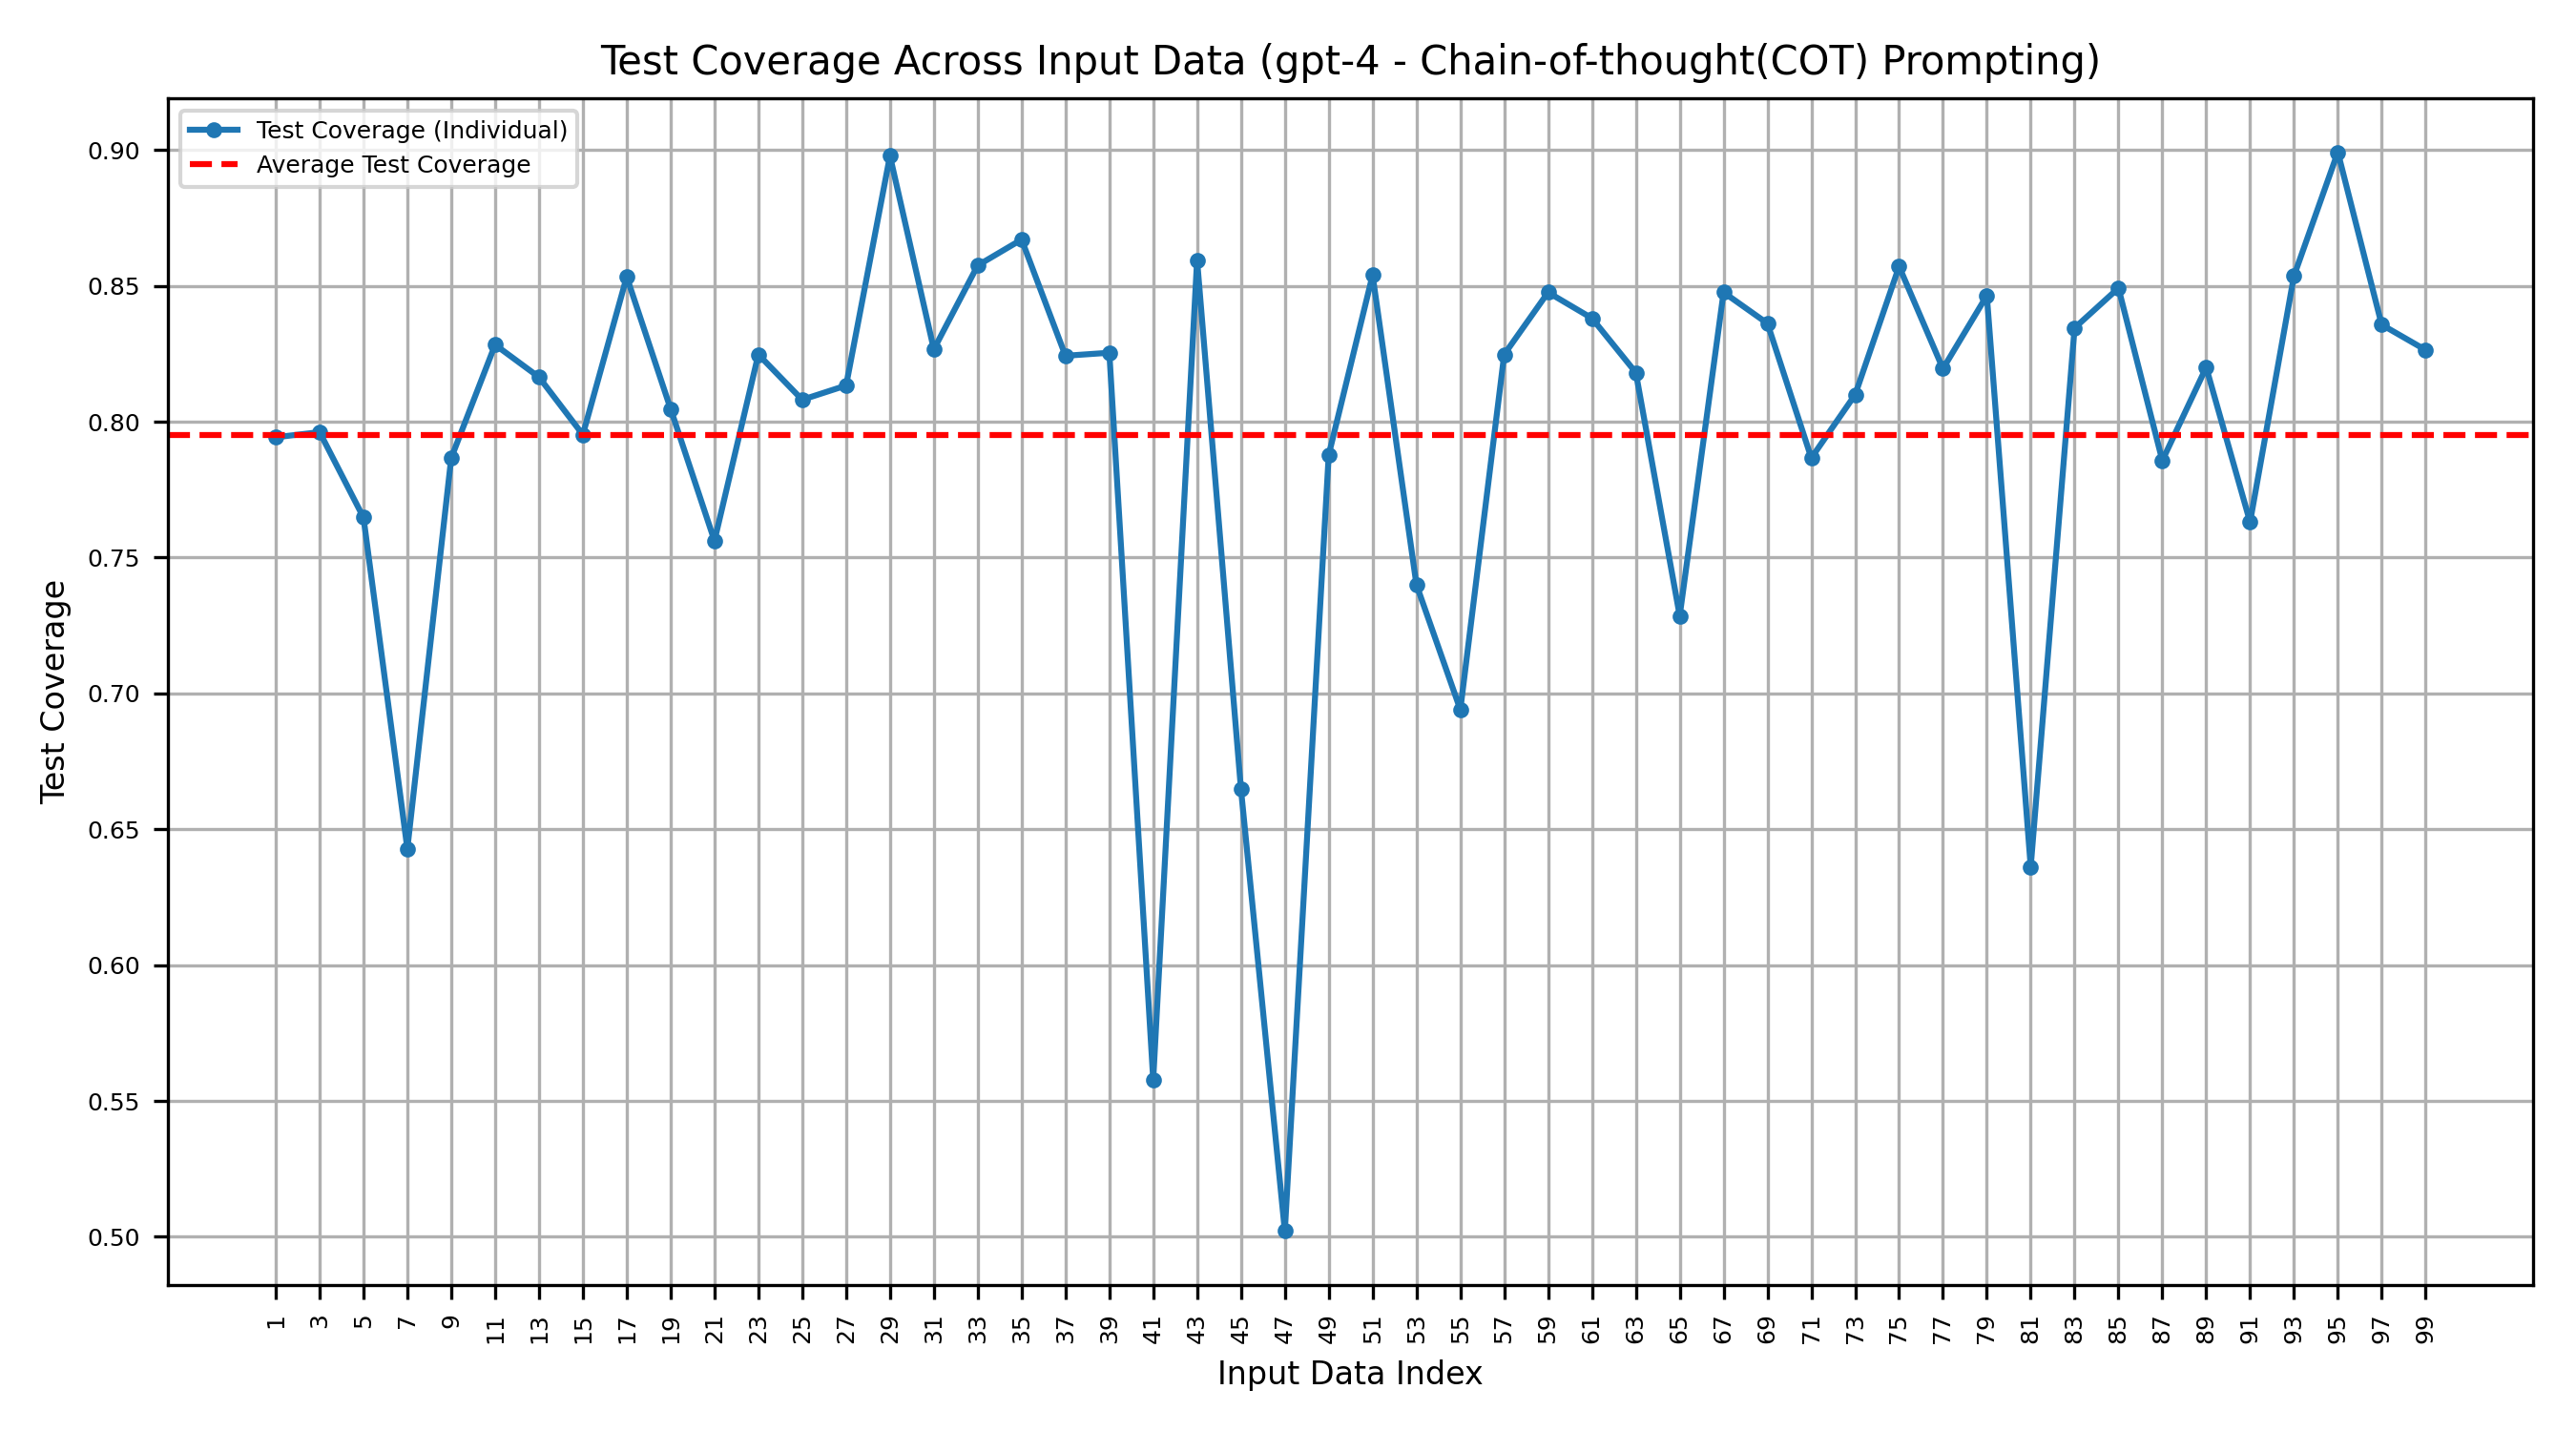 Test Coverage Across Input Data (gpt-4 - Chain-of-thought(COT) Prompting)
Test Coverage (Individual)
Average Test Coverage
Test Coverage
0.90
0.85
0.80
0.75
0.70
0.65
0.60
0.55
0.50
1 3 5 7 9 11 13 15 17 19 21 23 25 27 29 31 33 35 37 39 41 43 45 47 49 51 53 55 57 59 61 63 65 67 69 71 73 75 77 79 81 83 85 87 89 91 93 95 97 99
Input Data Index